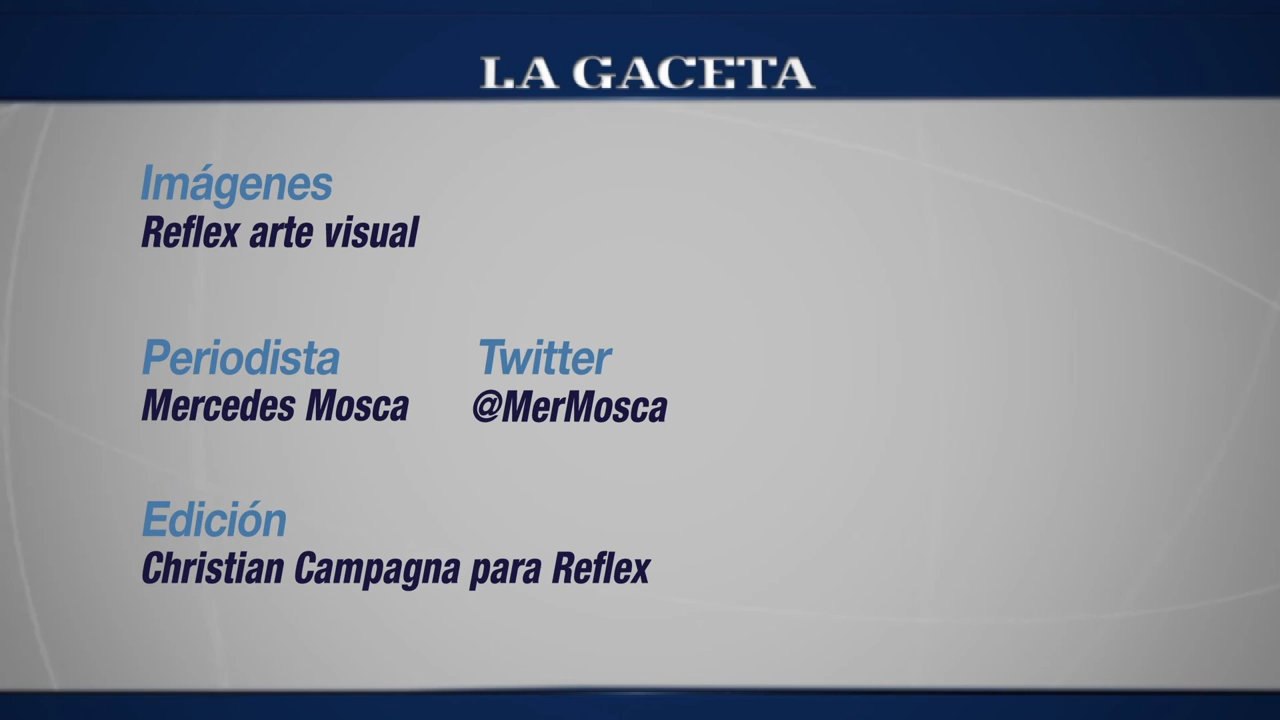 LA GACETA
Imágenes
Reflex arte visual
Periodista
Mercedes Mosca
Twitter
@MerMosca
Edición
Christian Campagna para Reflex